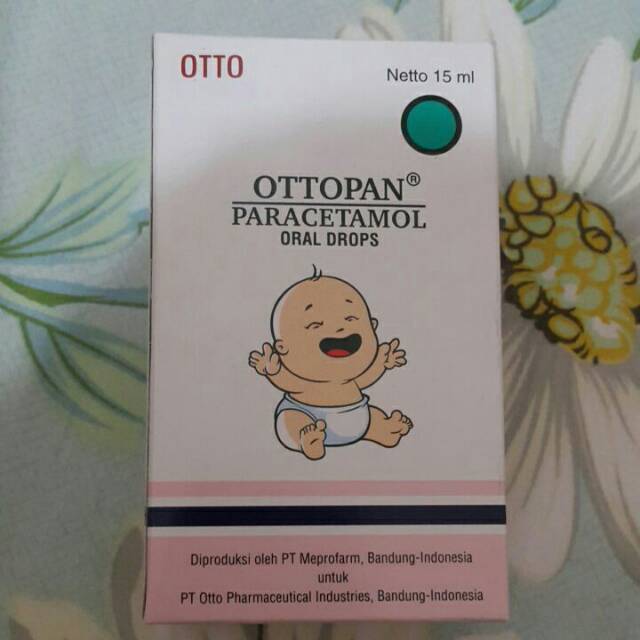 OTTO
Netto 15 ml
OTTOPAN®
PARACETAMOL
ORAL DROPS
Diproduksi oleh PT Meprofarm, Bandung-Indonesia
untuk
PT Otto Pharmaceutical Industries, Bandung-Indonesia